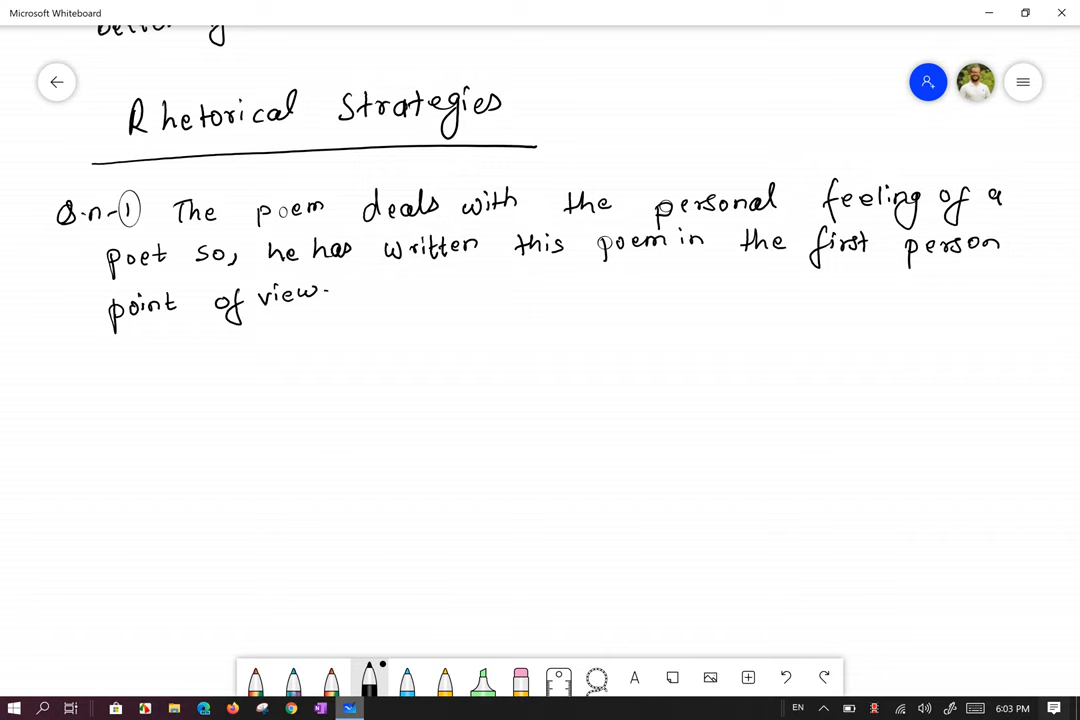 Microsoft Whiteboard
Rhetorical Strategies
Q.n-① The poem deals with the personal feeling of a
poet so, he has written this poem in the first person
point of view.
A
EN
6:03 PM